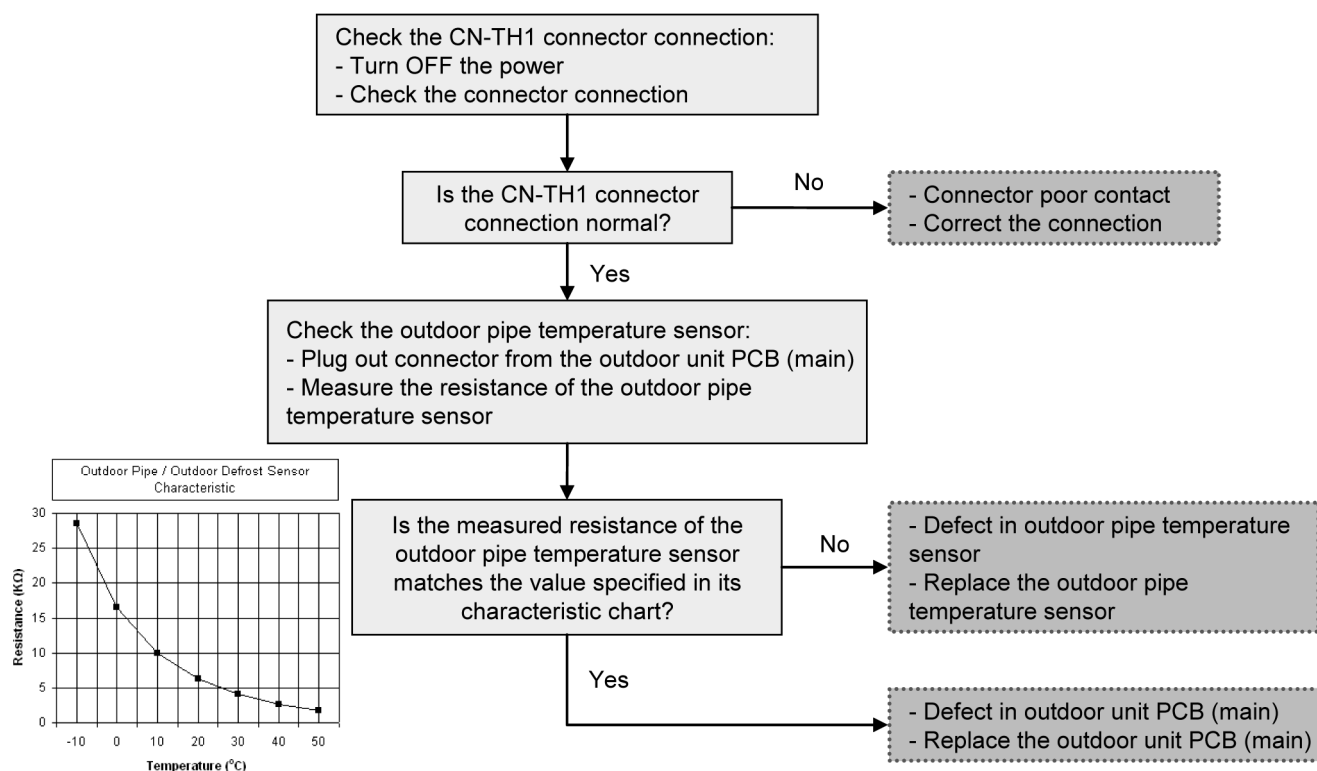 Check the CN-TH1 connector connection:
- Turn OFF the power
- Check the connector connection
Is the CN-TH1 connector
connection normal?
No
- Connector poor contact
- Correct the connection
Yes
Check the outdoor pipe temperature sensor:
- Plug out connector from the outdoor unit PCB (main)
- Measure the resistance of the outdoor pipe
temperature sensor
Outdoor Pipe / Outdoor Defrost Sensor
Characteristic
Resistance (KΩ)
30
25
20
15
10
5
0
-10 0 10 20 30 40 50
Temperature (°C)
Is the measured resistance of the
outdoor pipe temperature sensor
matches the value specified in its
characteristic chart?
No
- Defect in outdoor pipe temperature
sensor
- Replace the outdoor pipe
temperature sensor
Yes
- Defect in outdoor unit PCB (main)
- Replace the outdoor unit PCB (main)